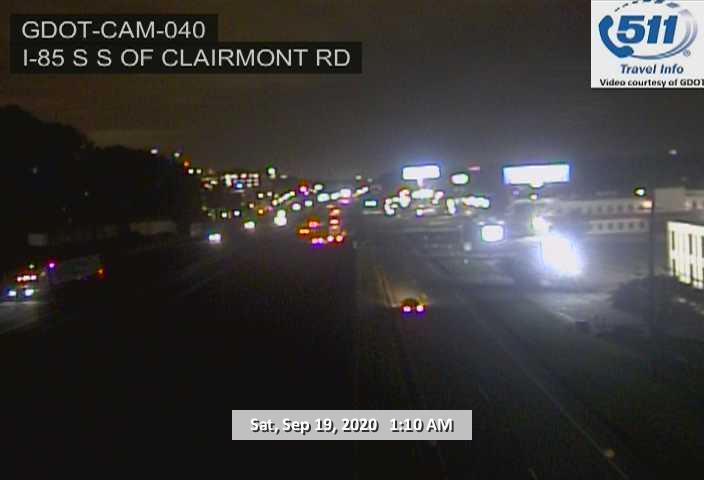 GDOT-CAM-040
I-85 S S OF CLAIRMONT RD
511
®
Travel Info
Video courtesy of GDOT
Sat, Sep 19, 2020 1:10 AM